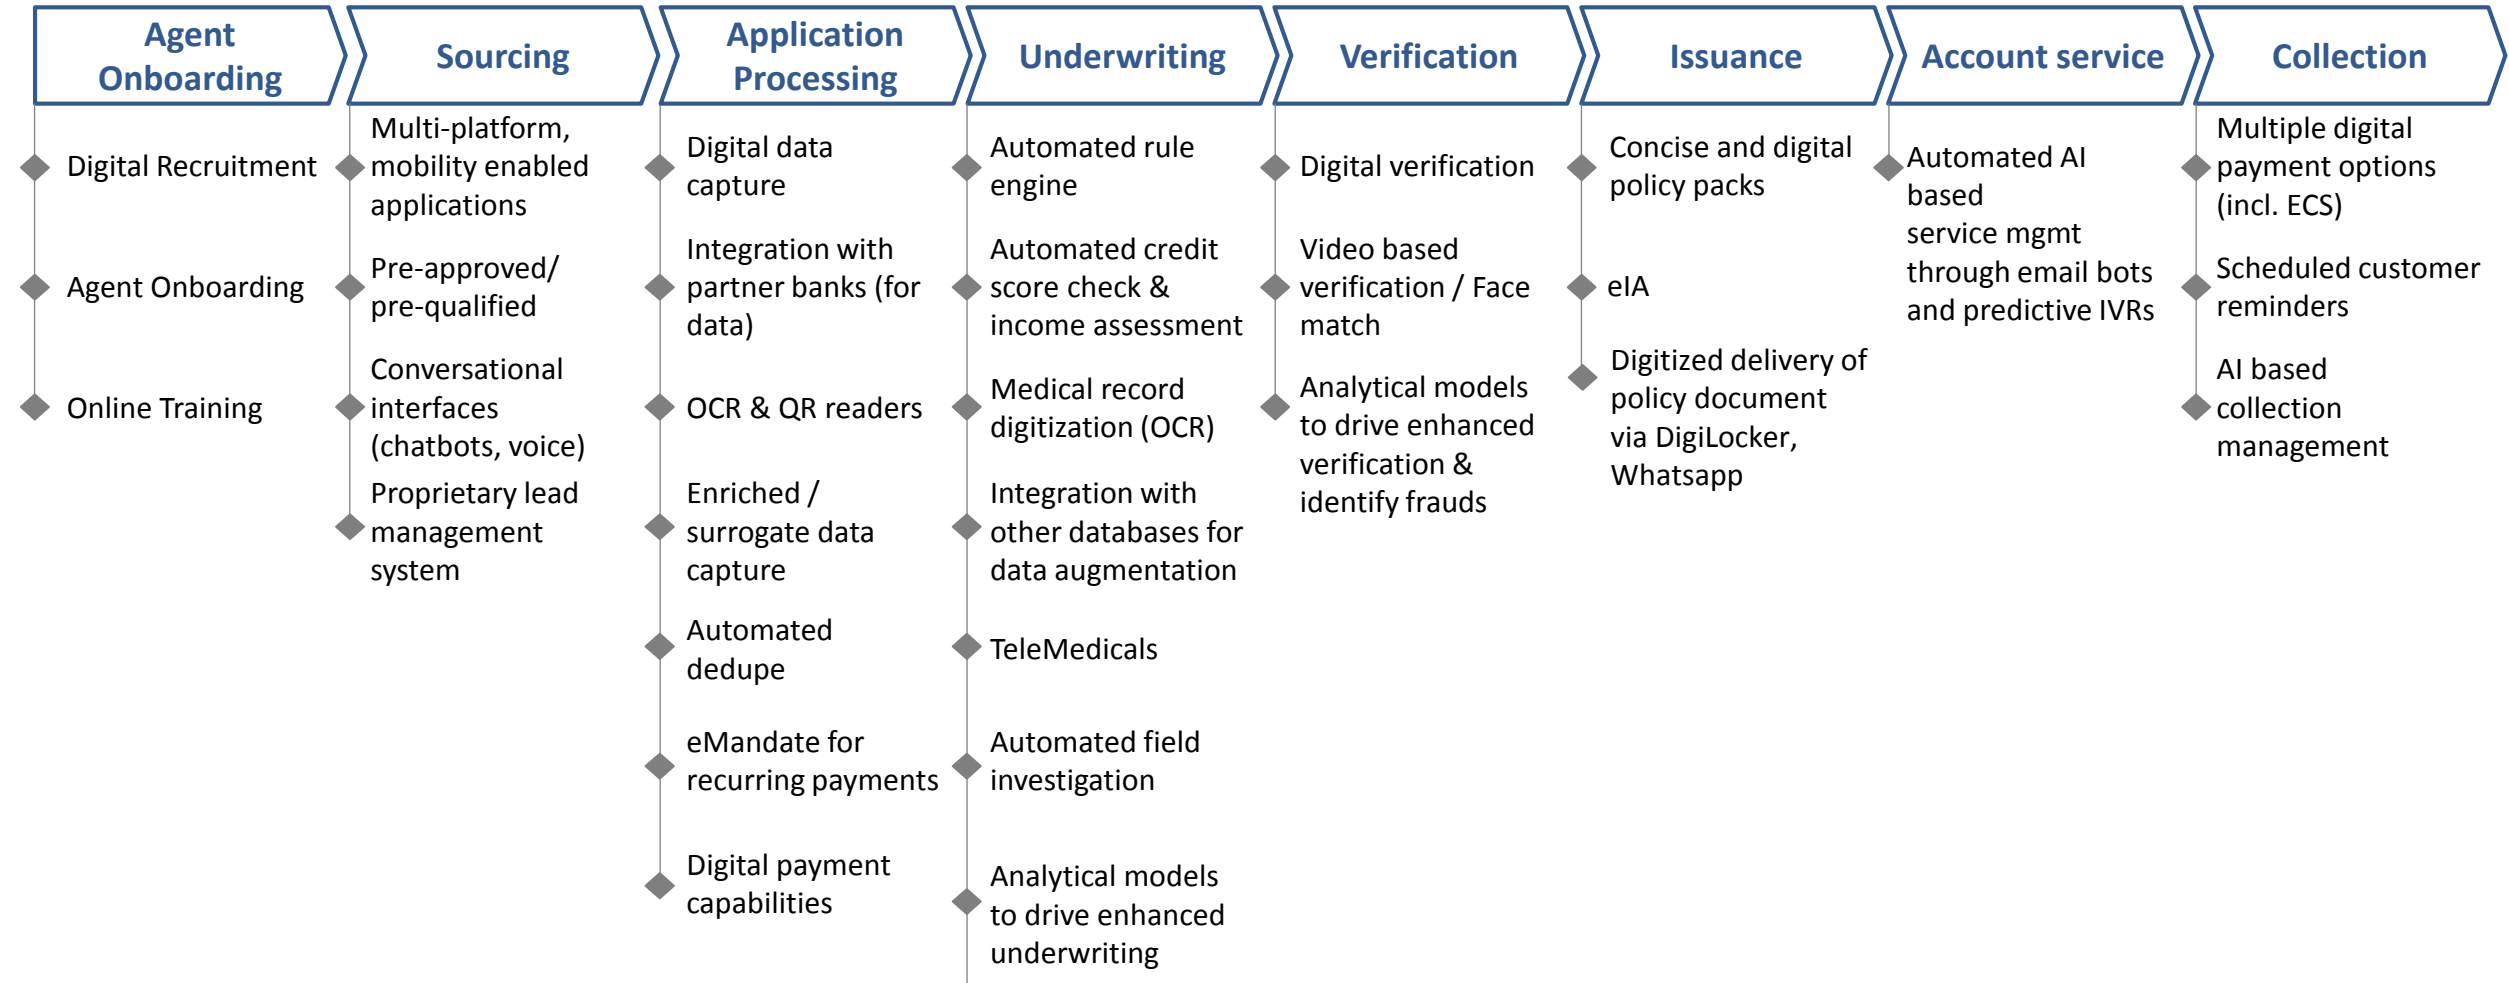 Agent
Onboarding
Sourcing
Application
Processing
Underwriting
Verification
Issuance
Account service
Collection
Digital Recruitment
Agent Onboarding
Online Training
Multi-platform,
mobility enabled
applications
Pre-approved/
pre-qualified
Conversational
interfaces
(chatbots, voice)
Proprietary lead
management
system
Digital data
capture
Integration with
partner banks (for
data)
OCR & QR readers
Enriched /
surrogate data
capture
Automated
dedupe
eMandate for
recurring payments
Digital payment
capabilities
Automated rule
engine
Automated credit
score check &
income assessment
Medical record
digitization (OCR)
Integration with
other databases for
data augmentation
TeleMedicals
Automated field
investigation
Analytical models
to drive enhanced
underwriting
Digital verification
Video based
verification / Face
match
Analytical models
to drive enhanced
verification &
identify frauds
Concise and digital
policy packs
eIA
Digitized delivery of
policy document
via DigiLocker,
Whatsapp
Automated AI
based
service mgmt
through email bots
and predictive IVRs
Multiple digital
payment options
(incl. ECS)
Scheduled customer
reminders
AI based
collection
management